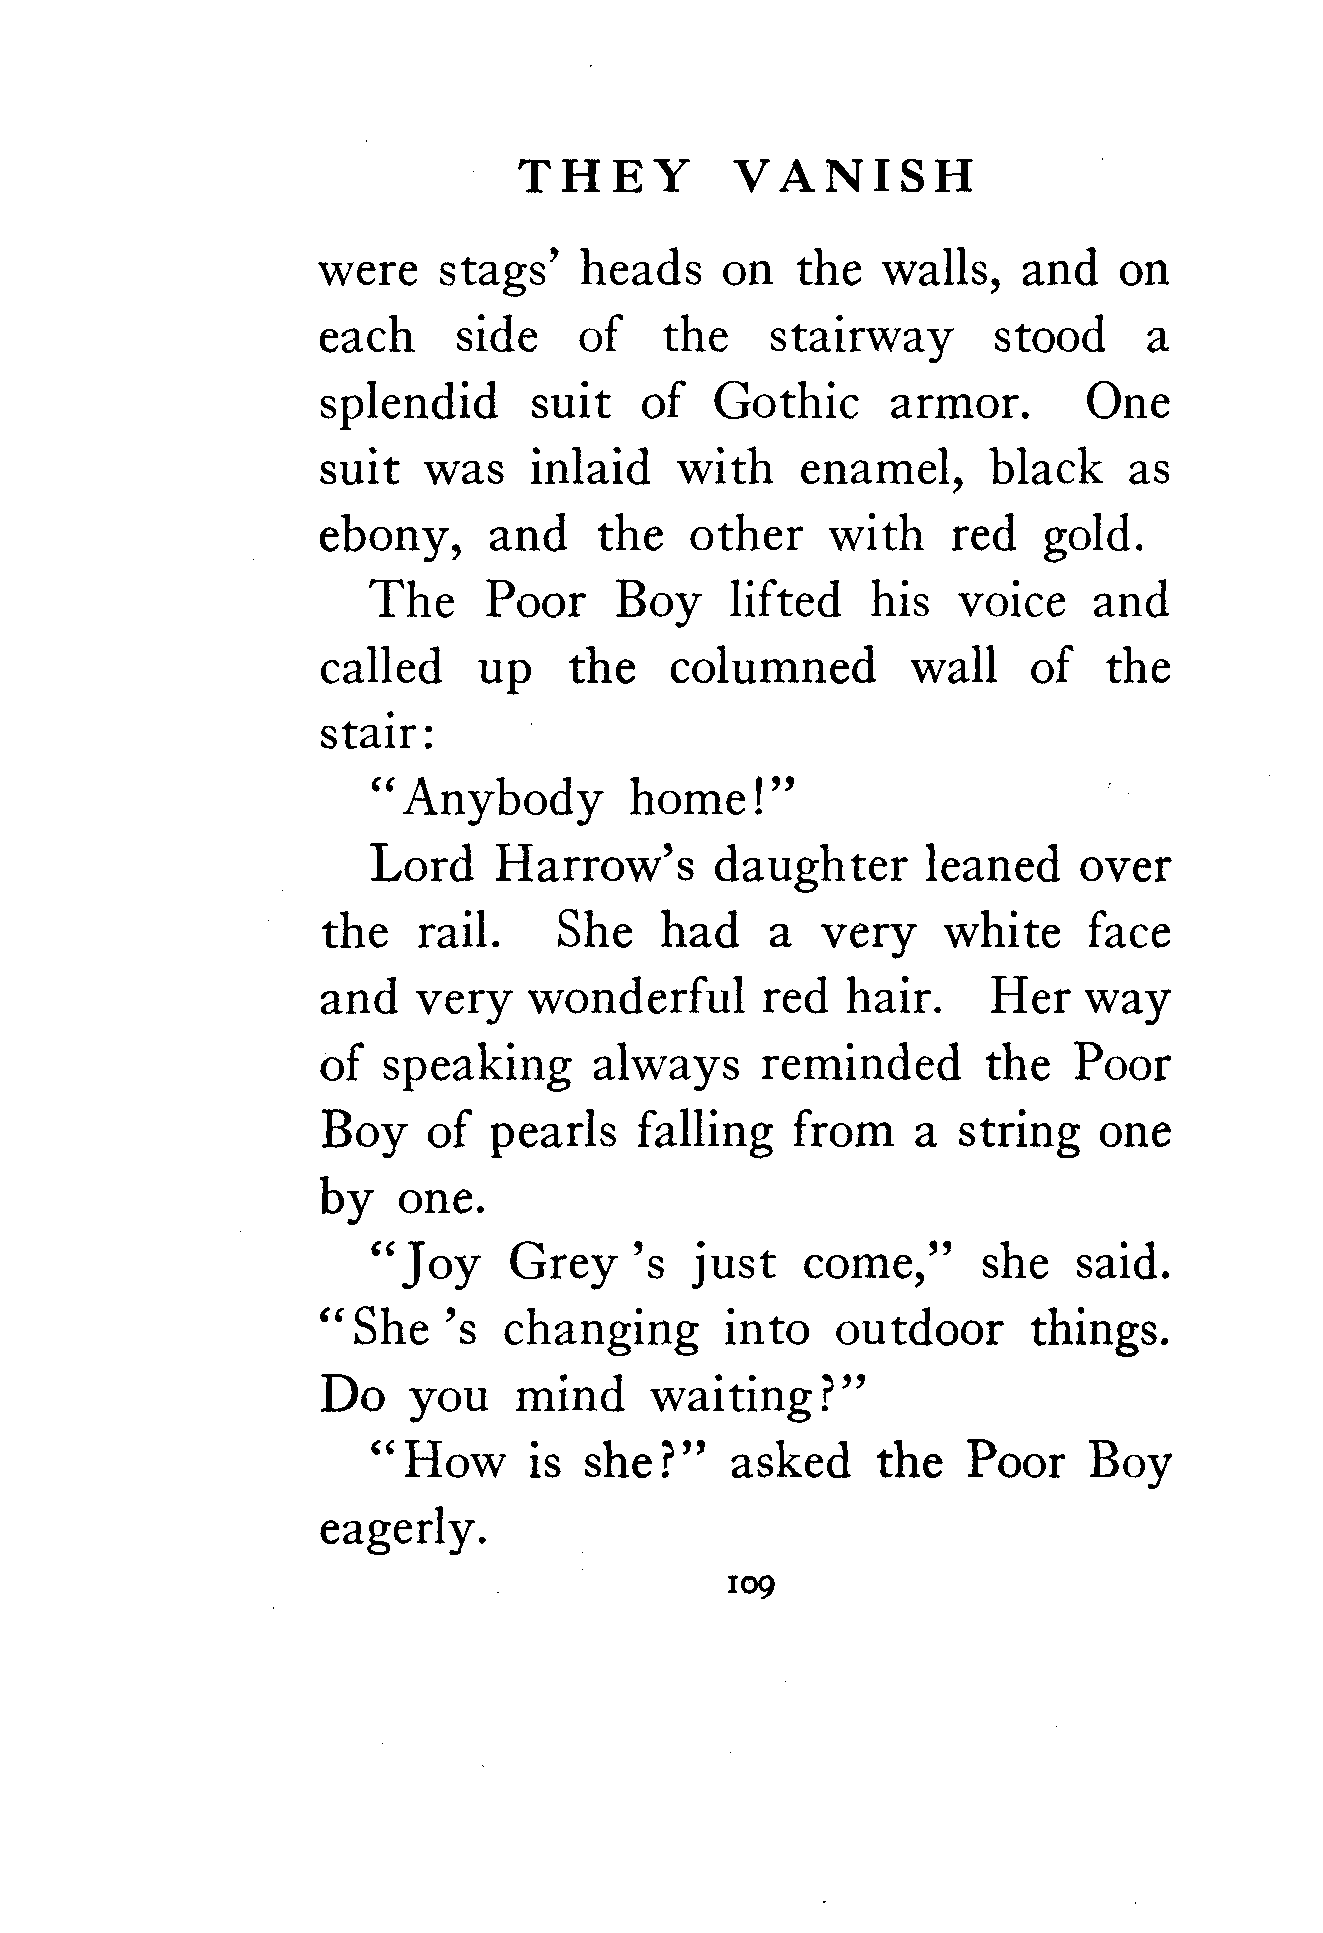 THEY VANISH
were stags’ heads on the walls, and on
each side of the stairway stood a
splendid suit of Gothic armor. One
suit was inlaid with enamel, black as
ebony, and the other with red gold.
The Poor Boy lifted his voice and
called up the columned wall of the
stair:
“Anybody home!”
Lord Harrow’s daughter leaned over
the rail. She had a very white face
and very wonderful red hair. Her way
of speaking always reminded the Poor
Boy of pearls falling from a string one
by one.
“Joy Grey ’s just come,” she said.
“She ’s changing into outdoor things.
Do you mind waiting?”
“How is she?” asked the Poor Boy
eagerly.
109